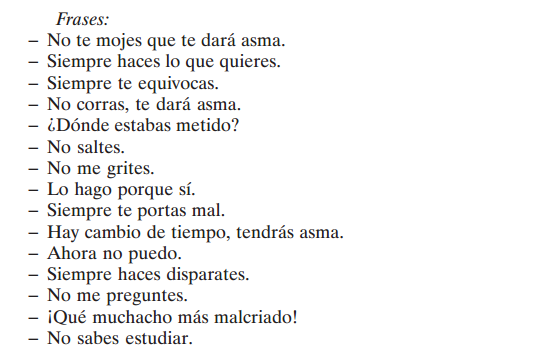 Frases:
– No te mojes que te dará asma.
– Siempre haces lo que quieres.
– Siempre te equivocas.
– No corras, te dará asma.
– ¿Dónde estabas metido?
– No saltes.
– No me grites.
– Lo hago porque sí.
– Siempre te portas mal.
– Hay cambio de tiempo, tendrás asma.
– Ahora no puedo.
– Siempre haces disparates.
– No me preguntes.
– ¡Qué muchacho más malcriado!
– No sabes estudiar.